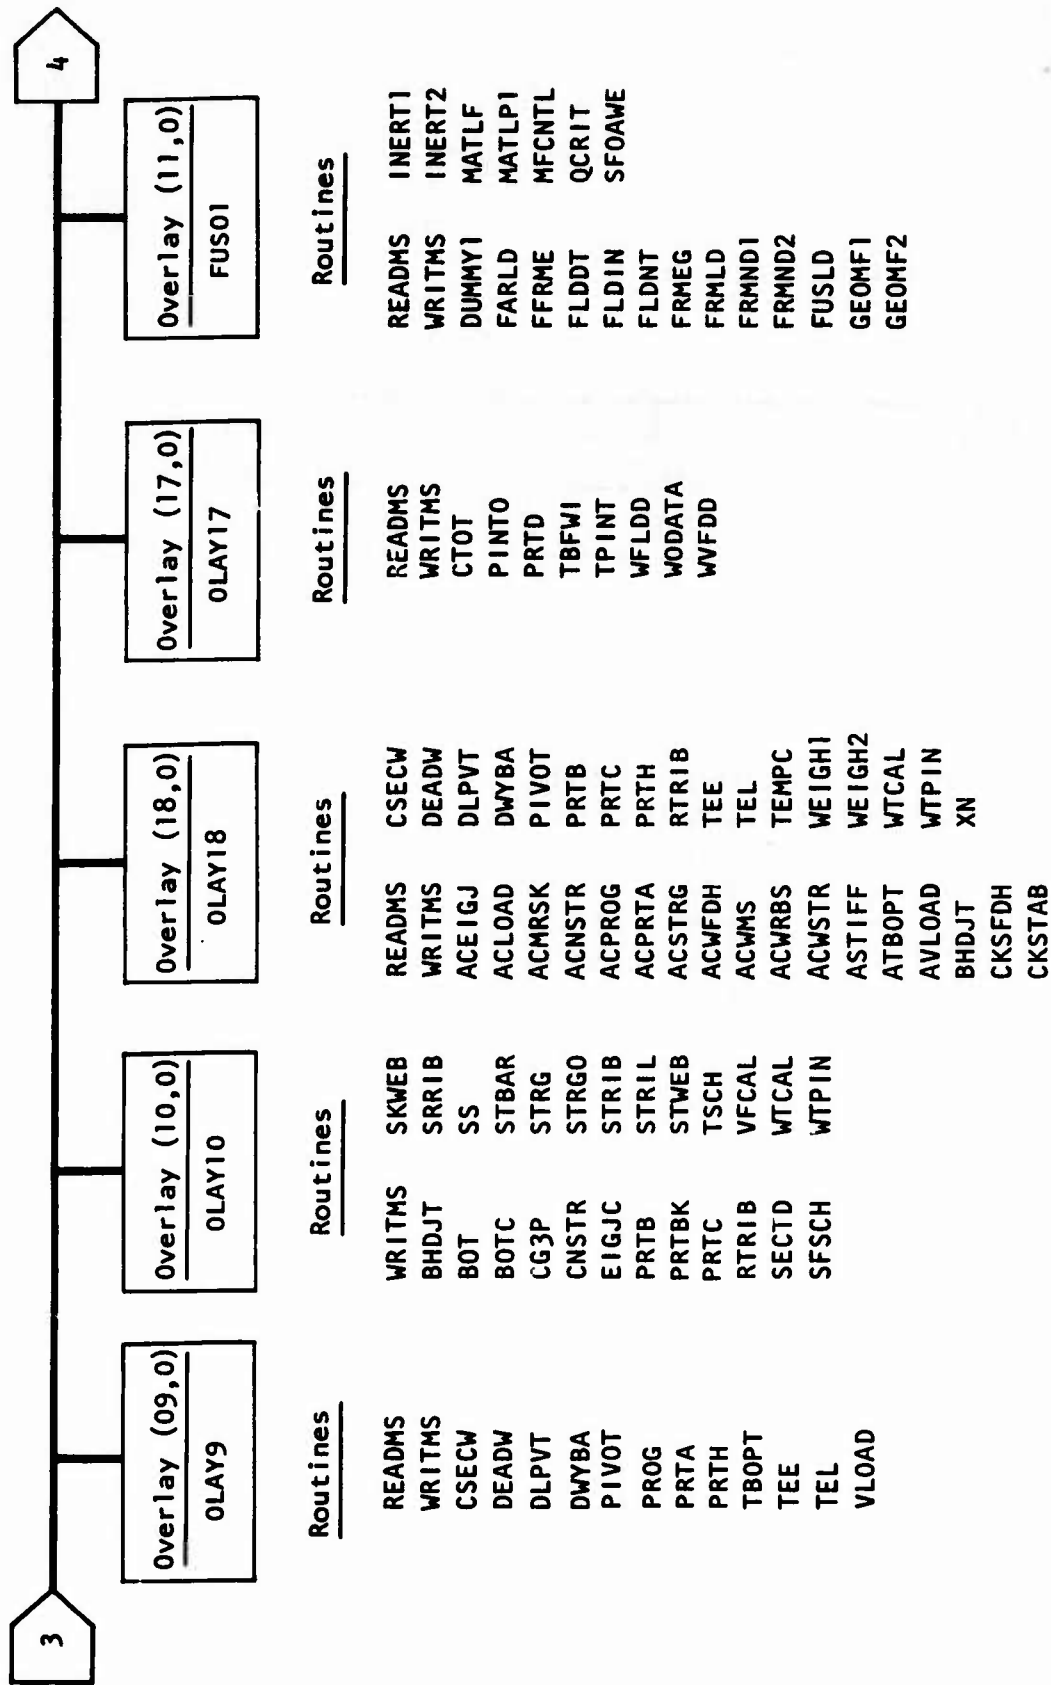 3
4
Overlay (09,0)
OLAY9
Routines
READMS
WRITMS
CSECW
DEADW
DLPVT
DWYBA
PIVOT
PROG
PRTA
PRTH
TBOPT
TEE
TEL
VLOAD
Overlay (10,0)
OLAY10
Routines
WRITMS SKWEB
BHDJT SRRIB
BOT SS
BOTC STBAR
CG3P STRG
CNSTR STRGO
EIGJC STRIB
PRTB STRIL
PRTBK STWEB
PRTC TSCH
RTRIB VFCAL
SECTD WTCAL
SFSCH WTPIN
Overlay (18,0)
OLAY18
Routines Routines
READMS CSECW
WRITMS DEADW
ACEIGJ DLPVT
ACLOAD DWYBA
ACMRSK PIVOT
ACNSTR PRTB
ACPROG PRTC
ACPRTA PRTH
ACSTRG RTRIB
ACWFDH TEE
ACWMS TEL
ACWRBS TEMPC
ACWSTR WEIGH1
ASTIFF WEIGH2
ATBOPT WTCAL
AVLOAD WTPIN
BHDJT XN
CKSFDH
CKSTAB
Overlay (17,0)
OLAY17
Routines
READMS
WRITMS
CTOT
PINTO
PRTD
TBFWI
TPINT
WFLDD
WODATA
WVFDD
Overlay (11,0)
FUS01
Routines
READMS INERT1
WRITMS INERT2
DUMMY1 MATLF
FARLD MATLP1
FFRME MFCNTL
FLDDT QCRIT
FLDIN SFOAWE
FLDNT
FRMEG
FRMLD
FRMND1
FRMND2
FUSLD
GEOMF1
GEOMF2